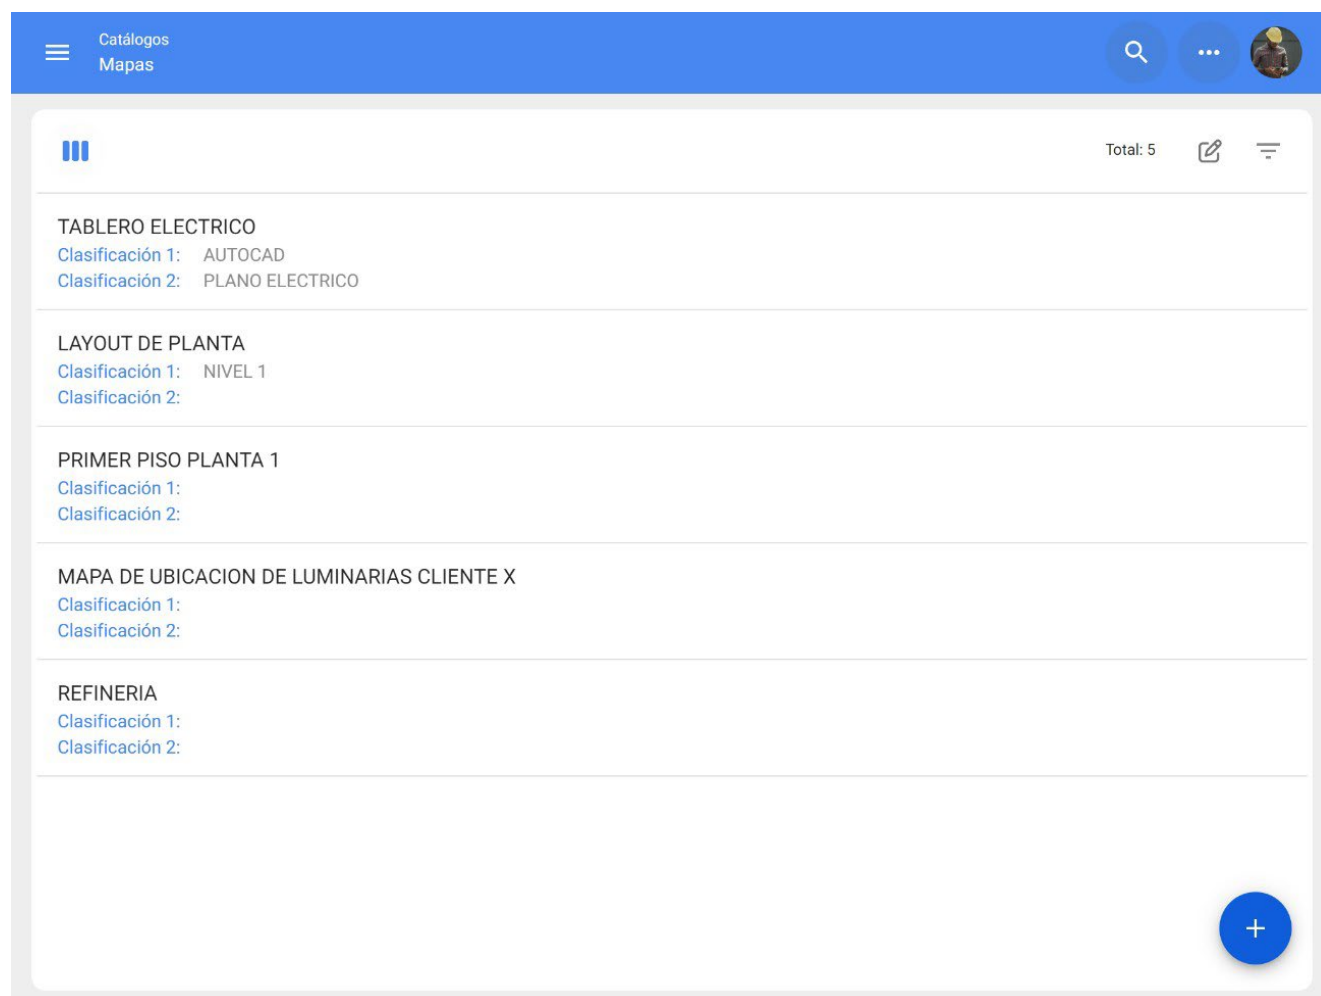 Catálogos
Mapas
Total: 5
TABLERO ELECTRICO
Clasificación 1: AUTOCAD
Clasificación 2: PLANO ELECTRICO
LAYOUT DE PLANTA
Clasificación 1: NIVEL 1
Clasificación 2:
PRIMER PISO PLANTA 1
Clasificación 1:
Clasificación 2:
MAPA DE UBICACION DE LUMINARIAS CLIENTE X
Clasificación 1:
Clasificación 2:
REFINERIA
Clasificación 1:
Clasificación 2: